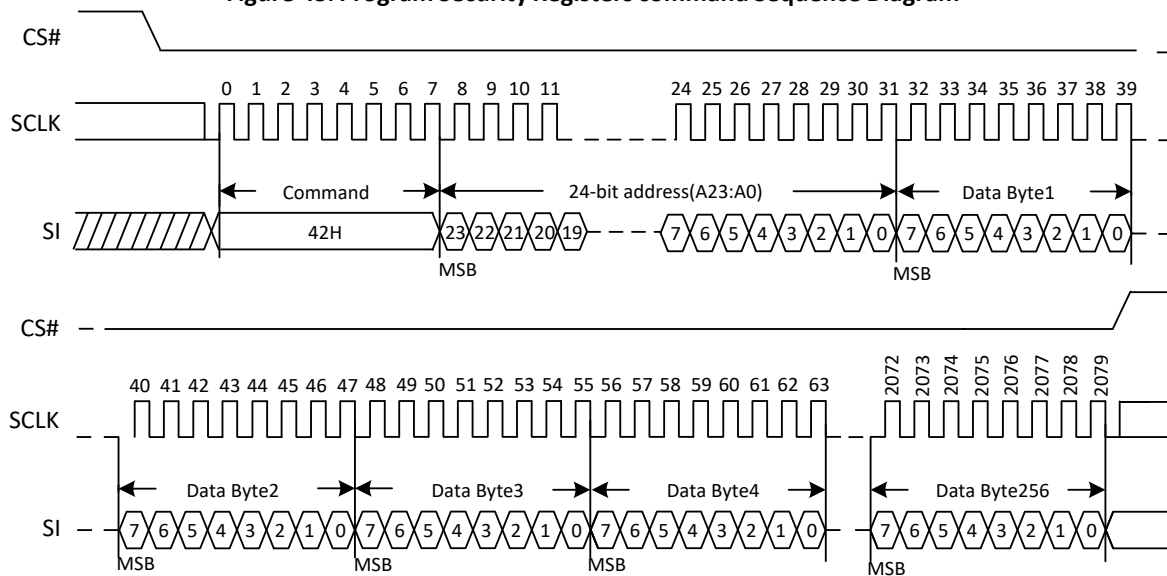 Figure 43. Program Security Registers command Sequence Diagram
CS#
0 1 2 3 4 5 6 7 8 9 10 11 24 25 26 27 28 29 30 31 32 33 34 35 36 37 38 39
SCLK
Command 24-bit address(A23:A0) Data Byte1
SI 42H 23 22 21 20 19 7 6 5 4 3 2 1 0 7 6 5 4 3 2 1 0
MSB MSB
CS#
40 41 42 43 44 45 46 47 48 49 50 51 52 53 54 55 56 57 58 59 60 61 62 63 2072 2073 2074 2075 2076 2077 2078 2079
SCLK
Data Byte2 Data Byte3 Data Byte4 Data Byte256
SI 7 6 5 4 3 2 1 0 7 6 5 4 3 2 1 0 7 6 5 4 3 2 1 0 7 6 5 4 3 2 1 0
MSB MSB MSB MSB